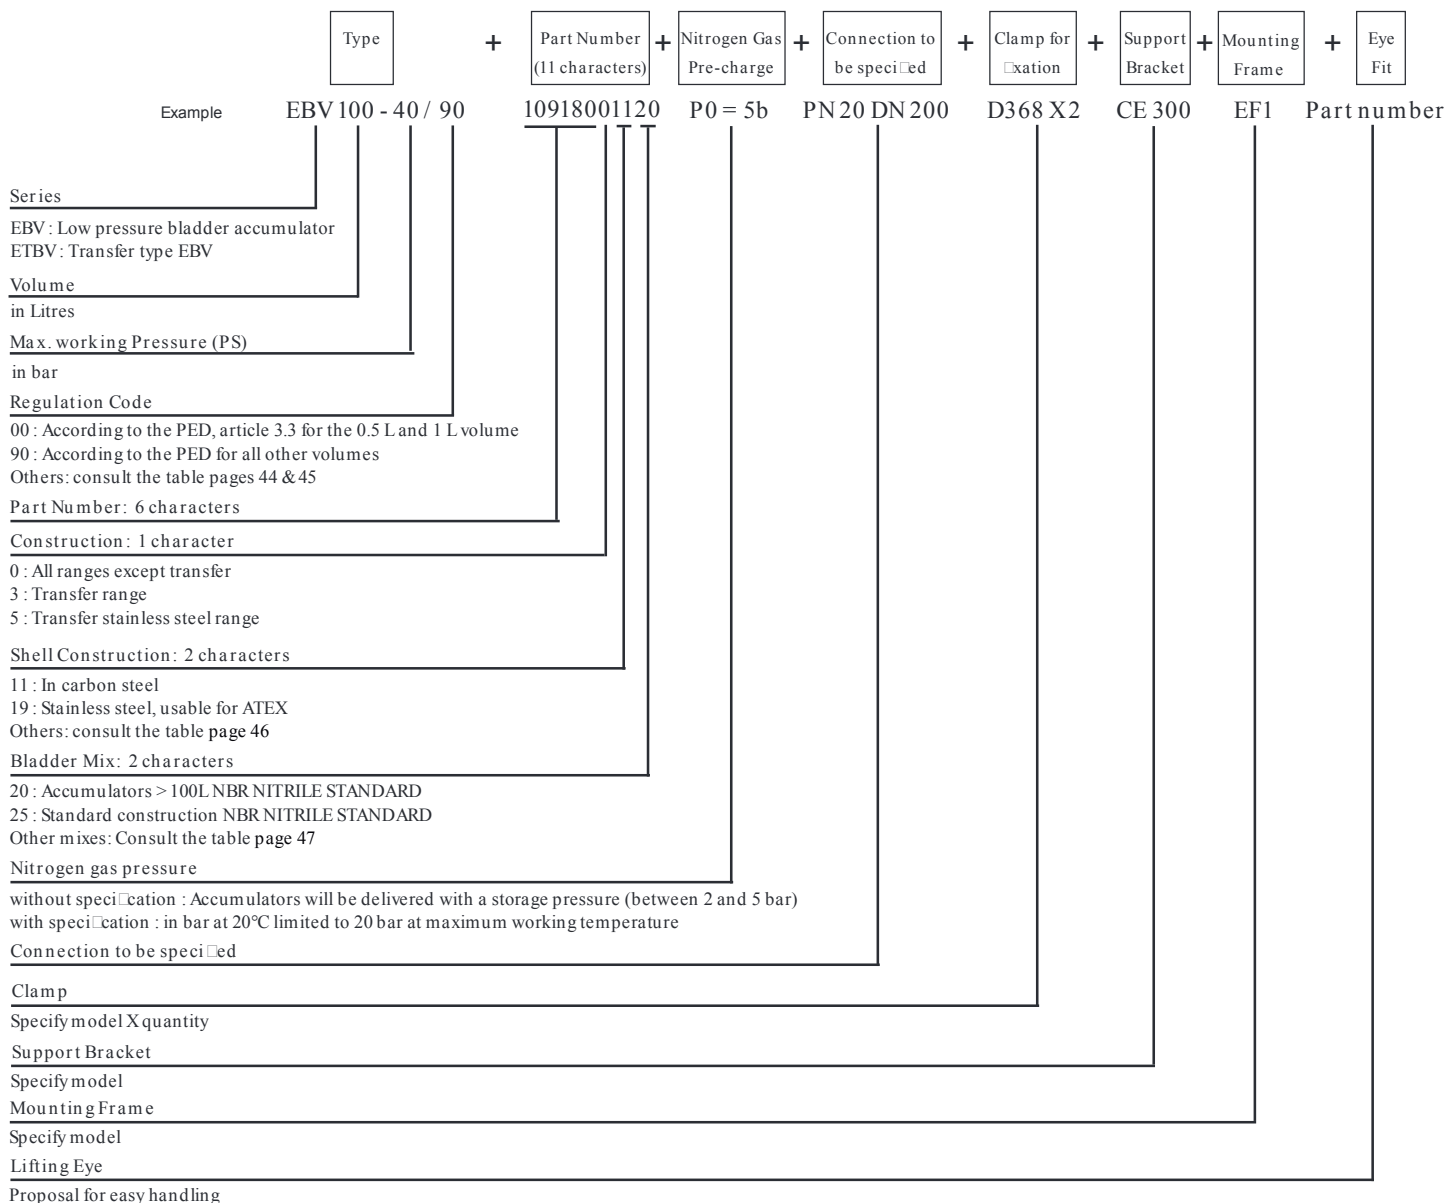 Type + Part Number + Nitrogen Gas + Connection to + Clamp for + Support + Mounting + Eye
(11 characters) Pre-charge be speci□ed □xation Bracket Frame Fit
Example EBV 100 - 40 / 90 10918001120 P0 = 5b PN 20 DN 200 D368 X2 CE 300 EF1 Part number
Series
EBV : Low pressure bladder accumulator
ETBV : Transfer type EBV
Volume
in Litres
Max. working Pressure (PS)
in bar
Regulation Code
00 : According to the PED, article 3.3 for the 0.5 L and 1 L volume
90 : According to the PED for all other volumes
Others: consult the table pages 44 & 45
Part Number: 6 characters
Construction: 1 character
0 : All ranges except transfer
3 : Transfer range
5 : Transfer stainless steel range
Shell Construction: 2 characters
11 : In carbon steel
19 : Stainless steel, usable for ATEX
Others: consult the table page 46
Bladder Mix: 2 characters
20 : Accumulators > 100L NBR NITRILE STANDARD
25 : Standard construction NBR NITRILE STANDARD
Other mixes: Consult the table page 47
Nitrogen gas pressure
without speci□cation : Accumulators will be delivered with a storage pressure (between 2 and 5 bar)
with speci□cation : in bar at 20°C limited to 20 bar at maximum working temperature
Connection to be speci□ed
Clamp
Specify model X quantity
Support Bracket
Specify model
Mounting Frame
Specify model
Lifting Eye
Proposal for easy handling